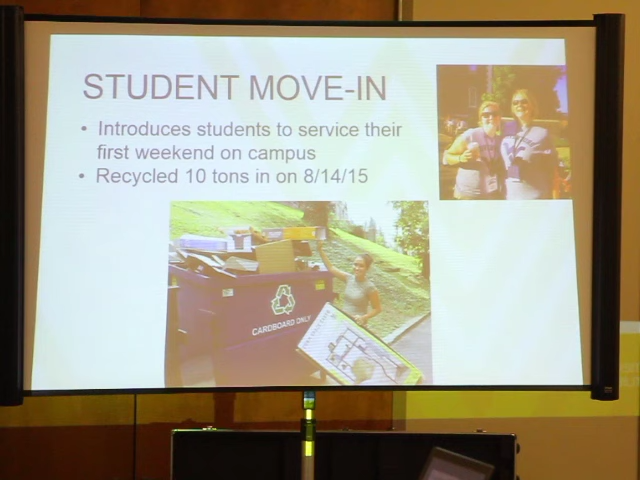 STUDENT MOVE-IN
• Introduces students to service their
first weekend on campus
• Recycled 10 tons in on 8/14/15
CARDBOARD ONLY